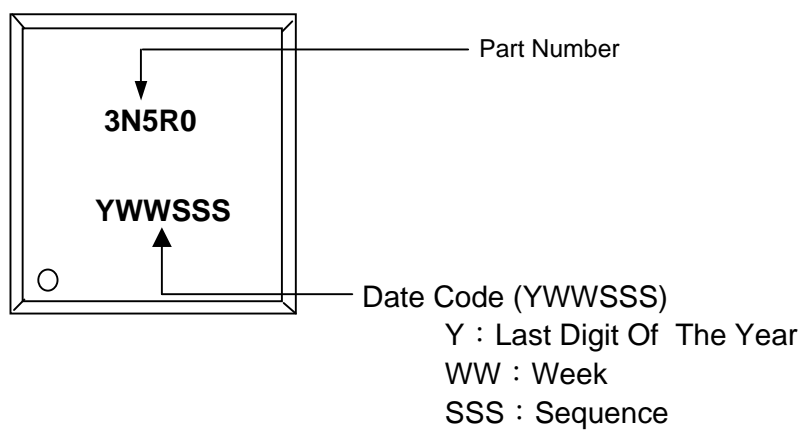 Part Number
3N5R0
YWWSSS
Date Code (YWWSSS)
Y：Last Digit Of The Year
WW：Week
SSS：Sequence